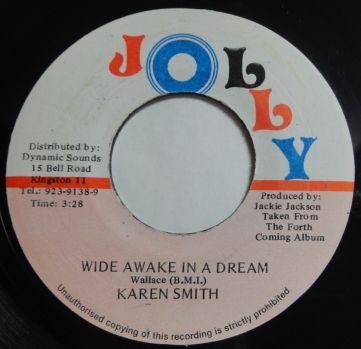 JOLLY
Distributed by:
Dynamic Sounds
15 Bell Road
Kingston 11
Tel.: 923-9138-9
Time: 3:28
Produced by:
Jackie Jackson
Taken From
The Forth
Coming Album
WIDE AWAKE IN A DREAM
Wallace (B.M.I.)
KAREN SMITH
Unauthorised copying of this recording is strictly prohibited